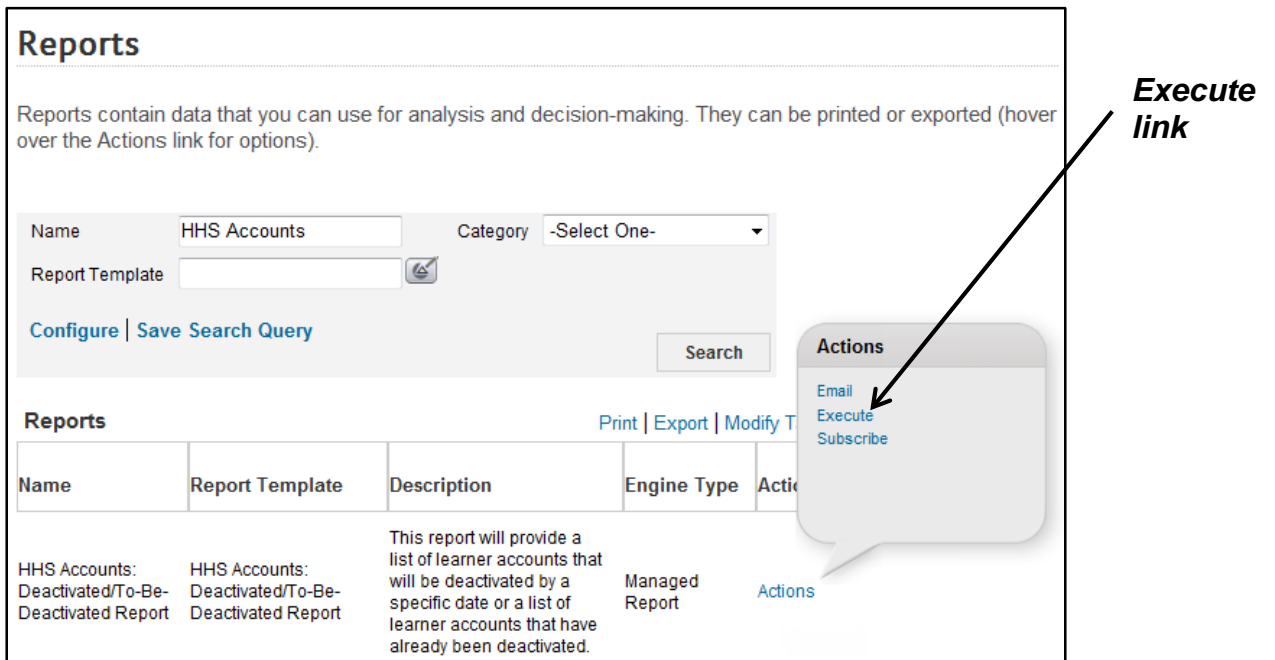 Reports
Reports contain data that you can use for analysis and decision-making. They can be printed or exported (hover
over the Actions link for options).
Execute
link
Name HHS Accounts Category -Select One-
Report Template
Configure | Save Search Query
Search
Actions
Email
Execute
Subscribe
Reports
Print | Export | Modify T
Name Report Template Description Engine Type Actio
HHS Accounts:
Deactivated/To-Be-
Deactivated Report
HHS Accounts:
Deactivated/To-Be-
Deactivated Report
This report will provide a
list of learner accounts that
will be deactivated by a
specific date or a list of
learner accounts that have
already been deactivated.
Managed
Report
Actions